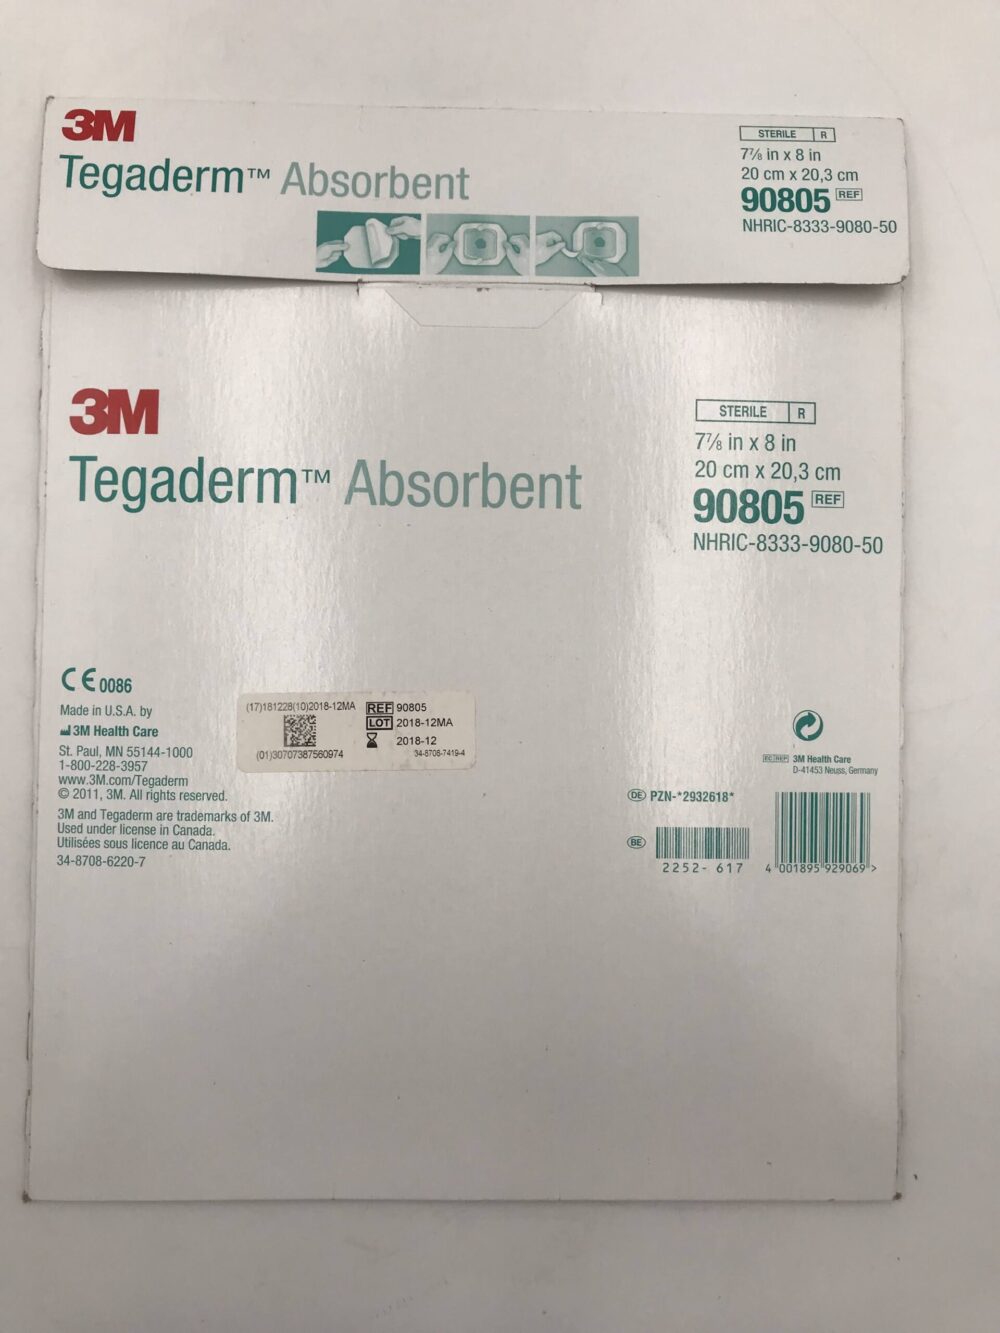 3M
Tegaderm™ Absorbent
STERILE R
7⅞ in x 8 in
20 cm x 20,3 cm
90805 REF
NHRIC-8333-9080-50
3M
Tegaderm™ Absorbent
STERILE R
7⅞ in x 8 in
20 cm x 20,3 cm
90805 REF
NHRIC-8333-9080-50
CE 0086
Made in U.S.A. by
3M Health Care
St. Paul, MN 55144-1000
1-800-228-3957
www.3M.com/Tegaderm
© 2011, 3M. All rights reserved.
3M and Tegaderm are trademarks of 3M.
Used under license in Canada.
Utilisées sous licence au Canada.
34-8708-6220-7
(17)181228(10)2018-12MA
(01)30707387560974
REF 90805
LOT 2018-12MA
2018-12
34-8706-7419-4
EC REP 3M Health Care
D-41453 Neuss, Germany
DE PZN-*2932618*
BE
2252- 617
4 001895 929069 >